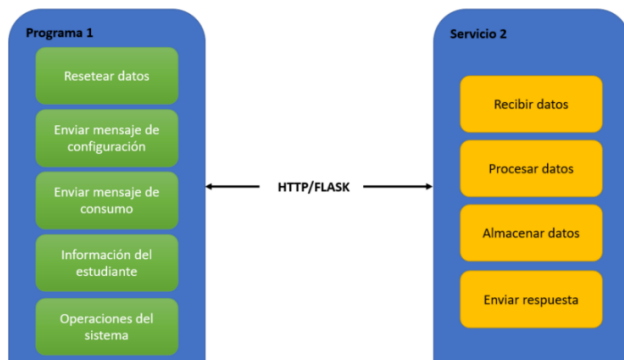 Programa 1
Resetear datos
Enviar mensaje de
configuración
Enviar mensaje de
consumo
Información del
estudiante
Operaciones del
sistema
HTTP/FLASK
Servicio 2
Recibir datos
Procesar datos
Almacenar datos
Enviar respuesta